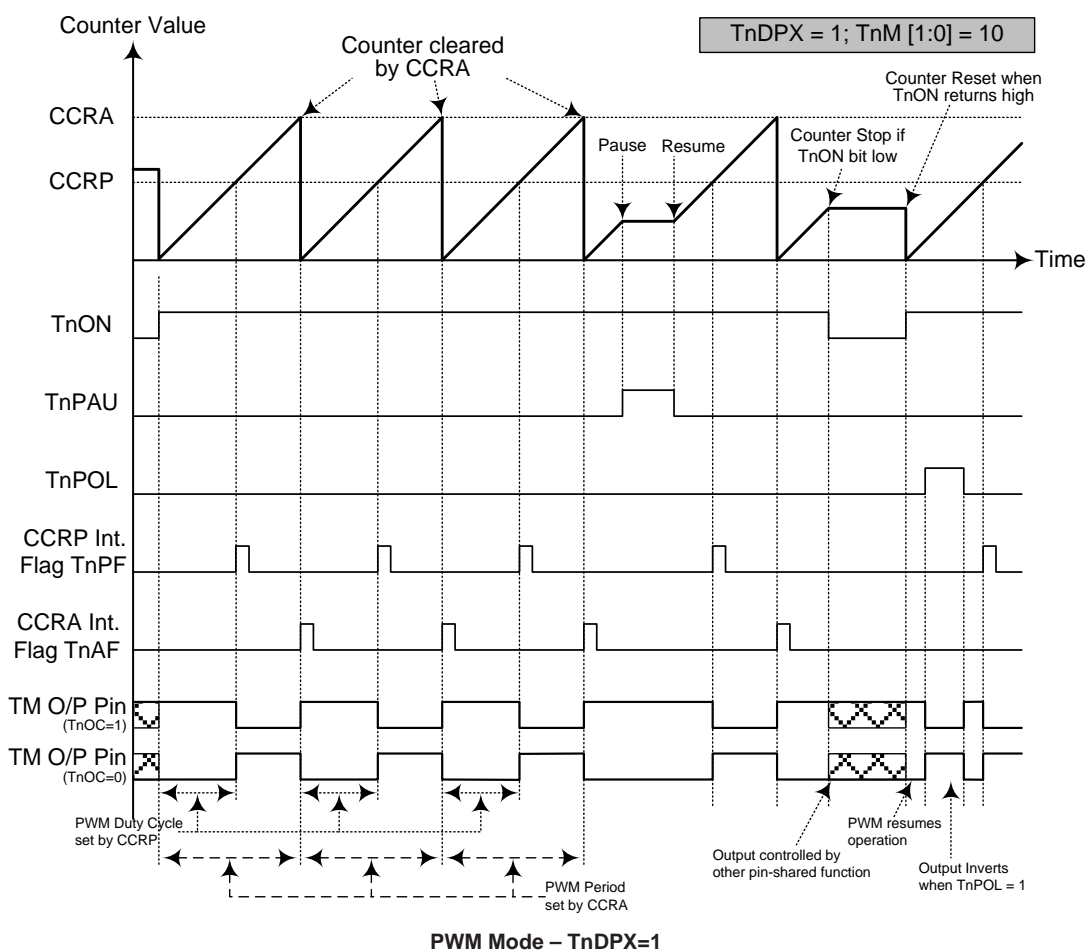 Counter Value
TnDPX = 1; TnM [1:0] = 10
Counter cleared
by CCRA
Counter Reset when
TnON returns high
CCRA
Pause
Resume
Counter Stop if
TnON bit low
CCRP
Time
TnON
TnPAU
TnPOL
CCRP Int.
Flag TnPF
CCRA Int.
Flag TnAF
TM O/P Pin
(TnOC=1)
TM O/P Pin
(TnOC=0)
PWM Duty Cycle
set by CCRP
PWM resumes
operation
Output controlled by
other pin-shared function
Output Inverts
when TnPOL = 1
PWM Period
set by CCRA
PWM Mode – TnDPX=1